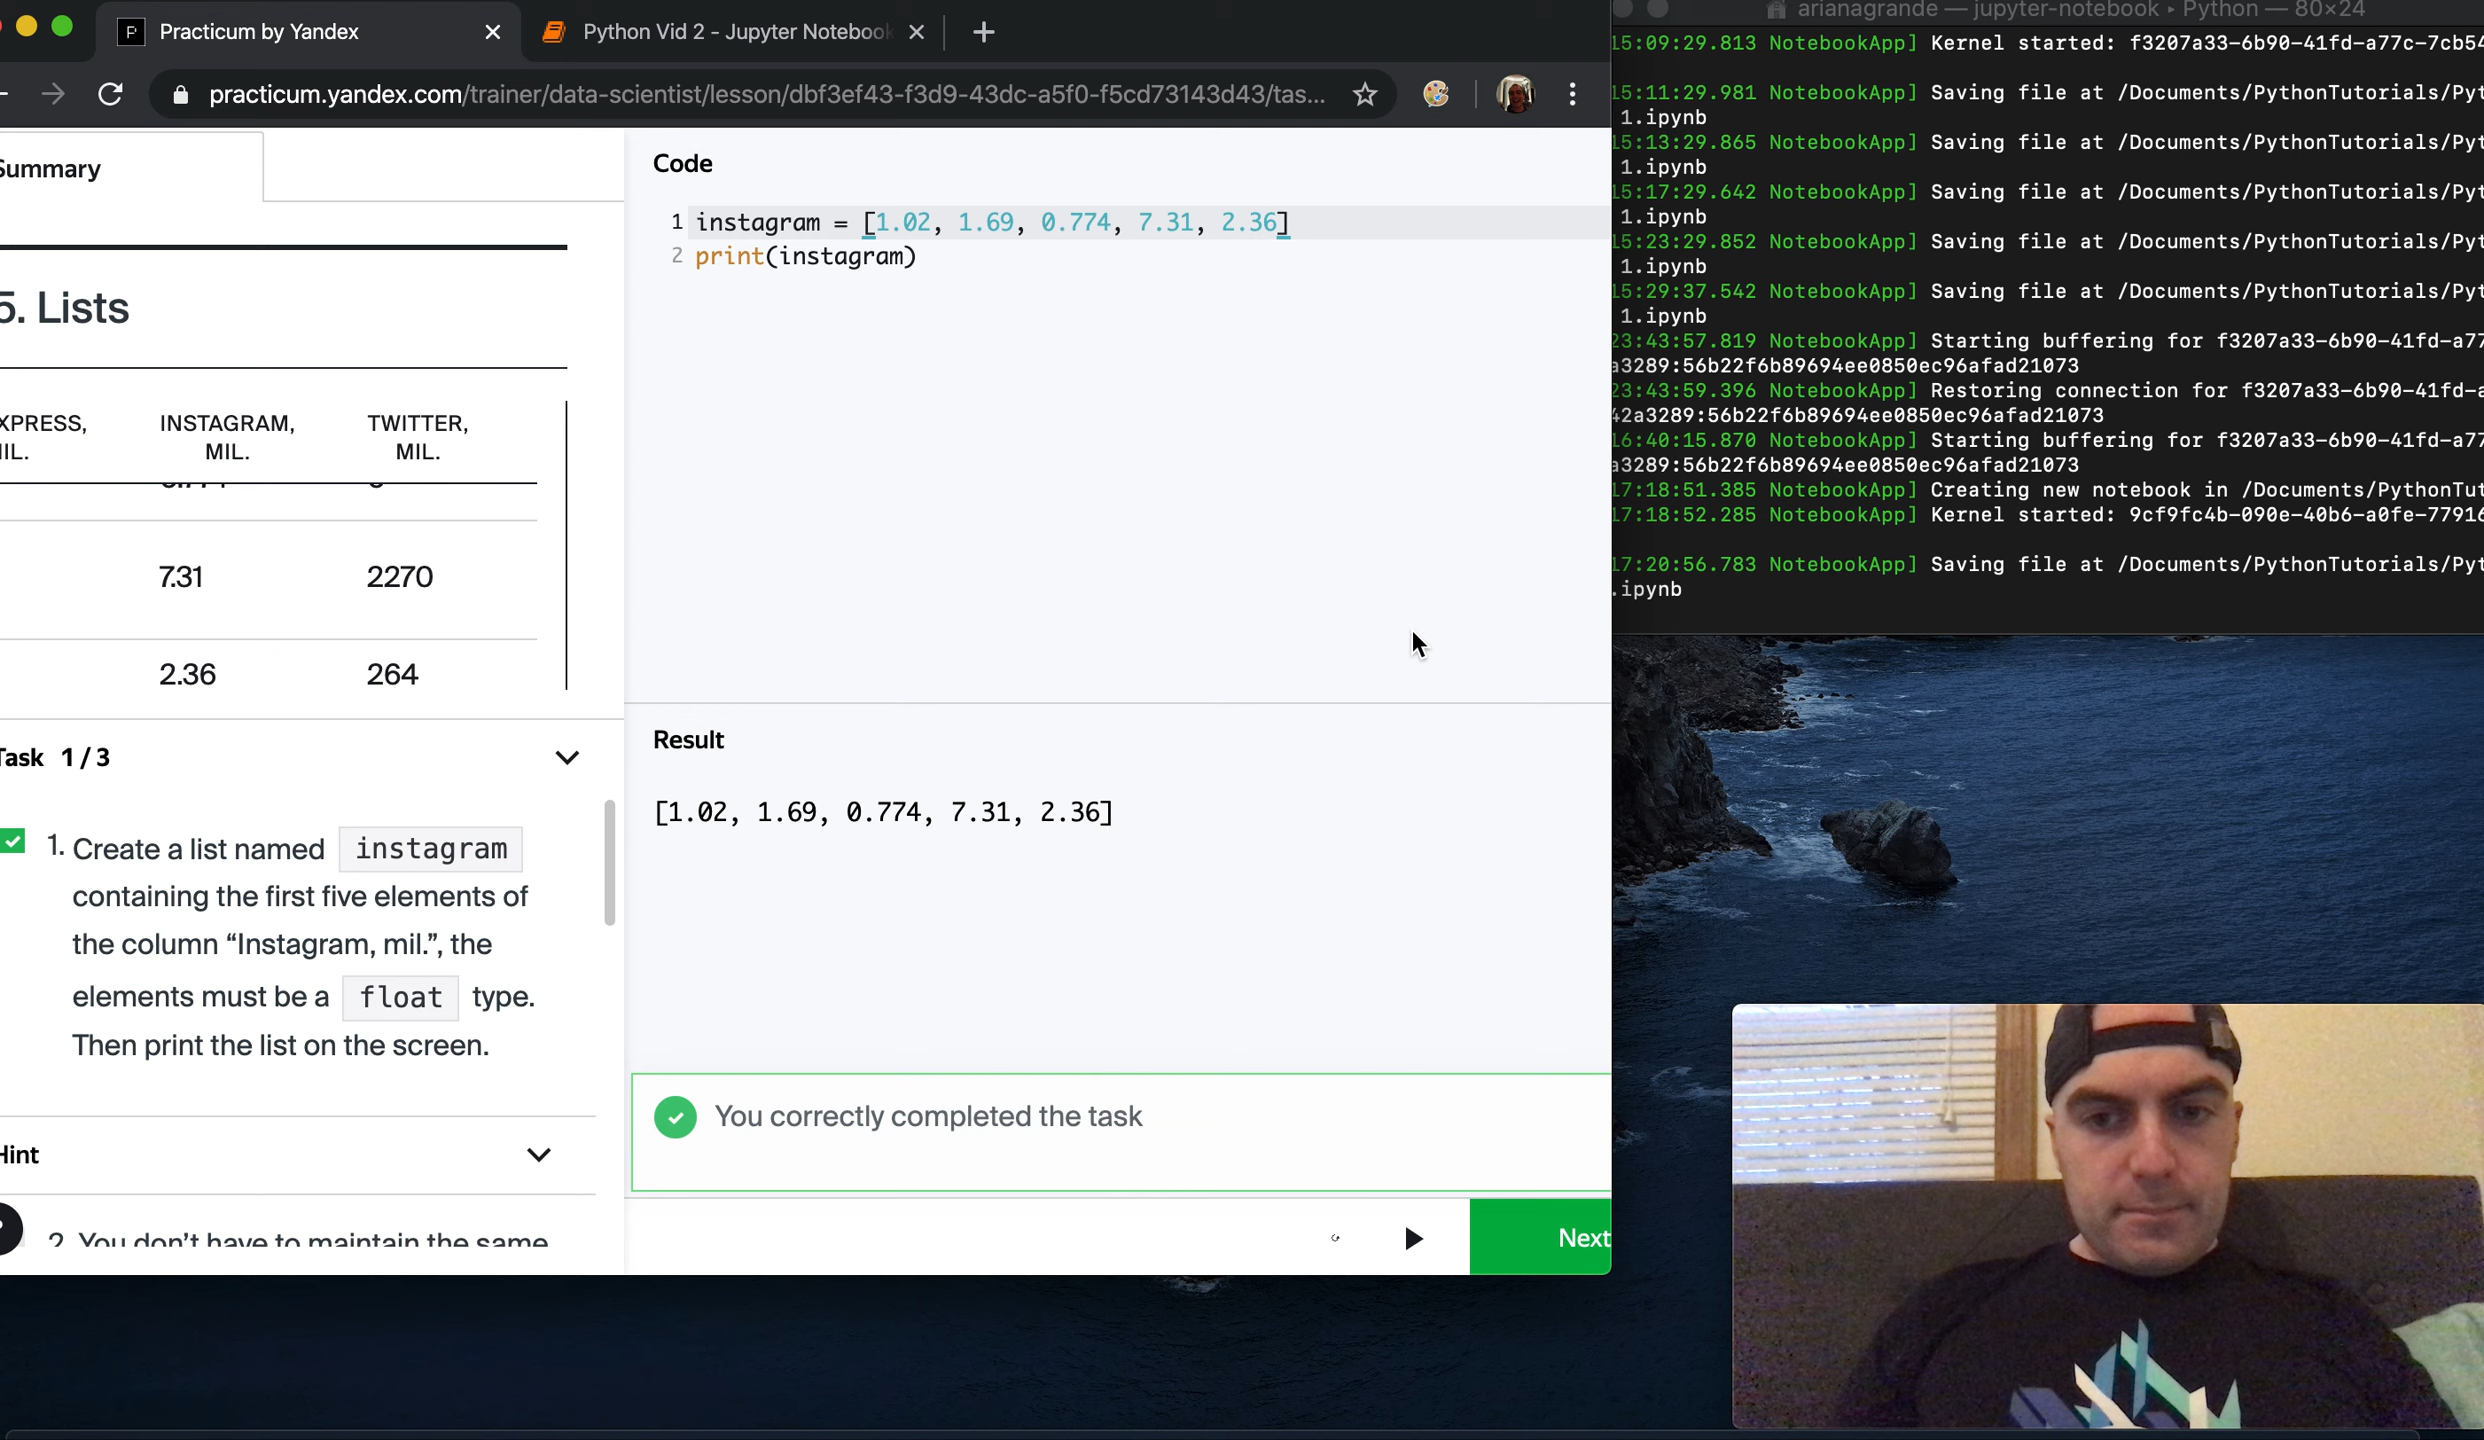 Practicum by Yandex
Python Vid 2 - Jupyter Notebook
practicum.yandex.com/trainer/data-scientist/lesson/dbf3ef43-f3d9-43dc-a5f0-f5cd73143d43/tas...
Summary
5. Lists
XPRESS, INSTAGRAM, TWITTER,
MIL. MIL. MIL.
7.31 2270
2.36 264
Task 1 / 3
1. Create a list named instagram
containing the first five elements of
the column “Instagram, mil.”, the
elements must be a float type.
Then print the list on the screen.
Hint
2. You don’t have to maintain the same
Code
1 instagram = [1.02, 1.69, 0.774, 7.31, 2.36]
2 print(instagram)
Result
[1.02, 1.69, 0.774, 7.31, 2.36]
You correctly completed the task
Next
arianagrande — jupyter-notebook ▸ Python — 80×24
15:09:29.813 NotebookApp] Kernel started: f3207a33-6b90-41fd-a77c-7cb54
15:11:29.981 NotebookApp] Saving file at /Documents/PythonTutorials/Pyt
1.ipynb
15:13:29.865 NotebookApp] Saving file at /Documents/PythonTutorials/Pyt
1.ipynb
15:17:29.642 NotebookApp] Saving file at /Documents/PythonTutorials/Pyt
1.ipynb
15:23:29.852 NotebookApp] Saving file at /Documents/PythonTutorials/Pyt
1.ipynb
15:29:37.542 NotebookApp] Saving file at /Documents/PythonTutorials/Pyt
1.ipynb
23:43:57.819 NotebookApp] Starting buffering for f3207a33-6b90-41fd-a77
a3289:56b22f6b89694ee0850ec96afad21073
23:43:59.396 NotebookApp] Restoring connection for f3207a33-6b90-41fd-a
42a3289:56b22f6b89694ee0850ec96afad21073
16:40:15.870 NotebookApp] Starting buffering for f3207a33-6b90-41fd-a77
a3289:56b22f6b89694ee0850ec96afad21073
17:18:51.385 NotebookApp] Creating new notebook in /Documents/PythonTut
17:18:52.285 NotebookApp] Kernel started: 9cf9fc4b-090e-40b6-a0fe-77916
17:20:56.783 NotebookApp] Saving file at /Documents/PythonTutorials/Pyt
.ipynb